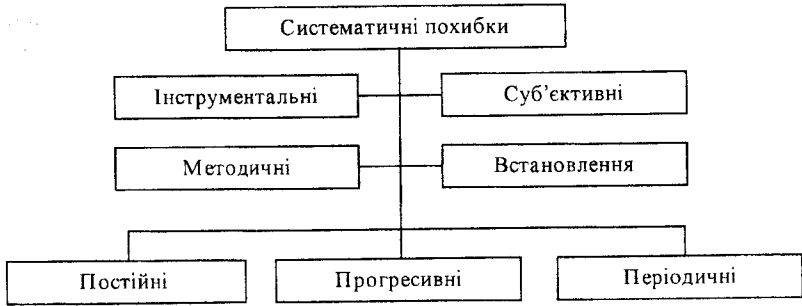 Систематичні похибки
Інструментальні
Суб’єктивні
Методичні
Встановлення
Постійні
Прогресивні
Періодичні